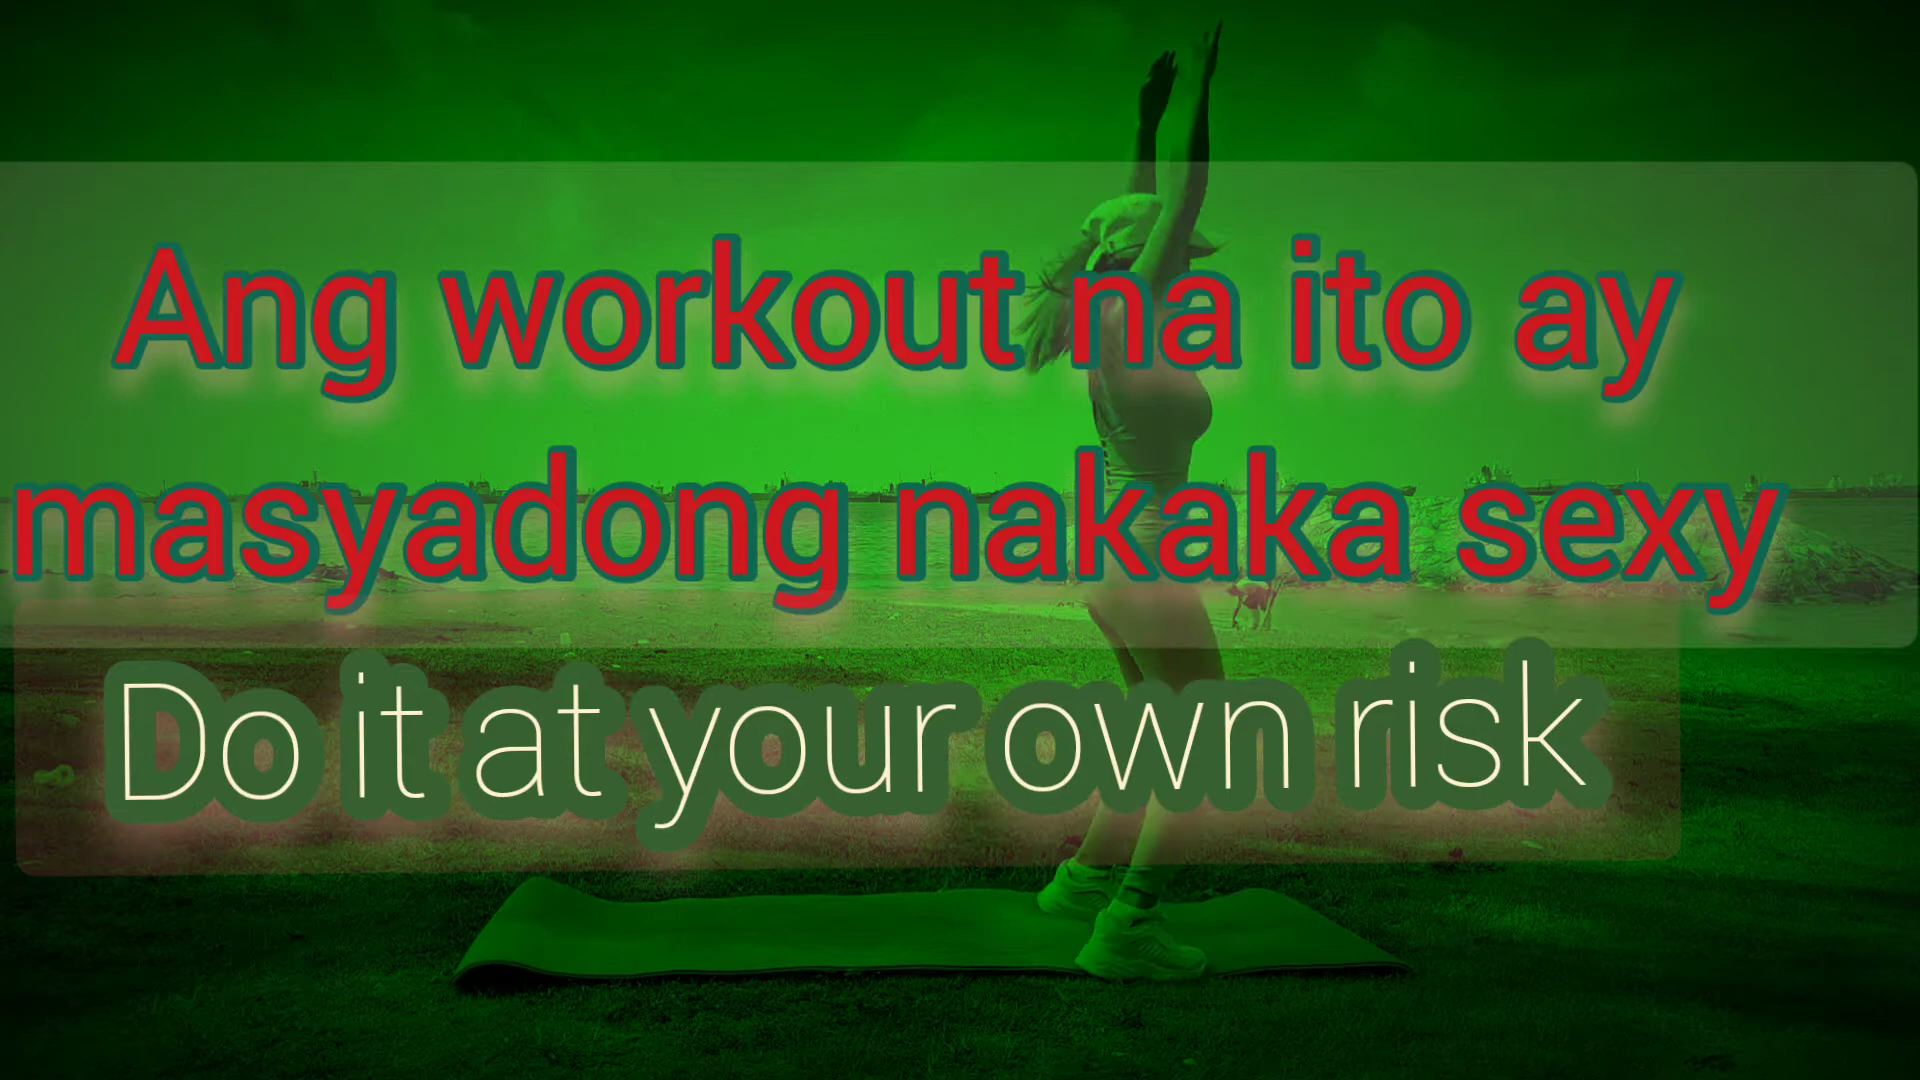 Ang workout na ito ay
masyadong nakaka sexy
Do it at your own risk